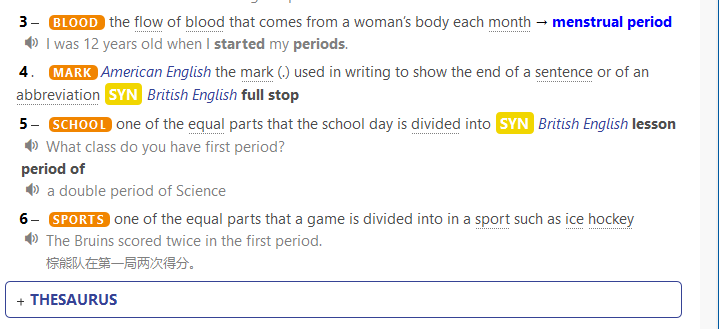 3 – BLOOD the flow of blood that comes from a woman's body each month → menstrual period
I was 12 years old when I started my periods.
4 . MARK American English the mark (.) used in writing to show the end of a sentence or of an
abbreviation SYN British English full stop
5 – SCHOOL one of the equal parts that the school day is divided into SYN British English lesson
What class do you have first period?
period of
a double period of Science
6 – SPORTS one of the equal parts that a game is divided into in a sport such as ice hockey
The Bruins scored twice in the first period.
棕熊队在第一局两次得分。
+ THESAURUS